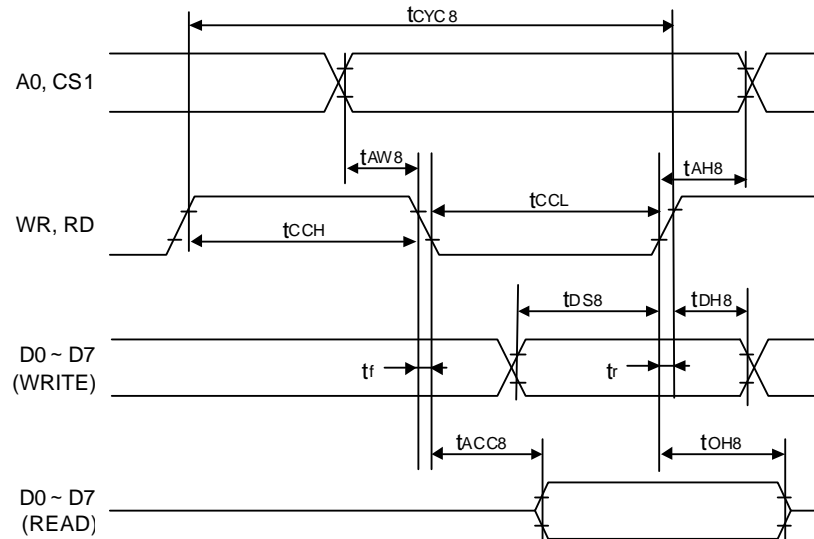 tCYC8
A0, CS1
tAW8
tAH8
WR, RD
tCCL
tCCH
tDS8
tDH8
D0 ~ D7
(WRITE)
tf
tr
tACC8
tOH8
D0 ~ D7
(READ)